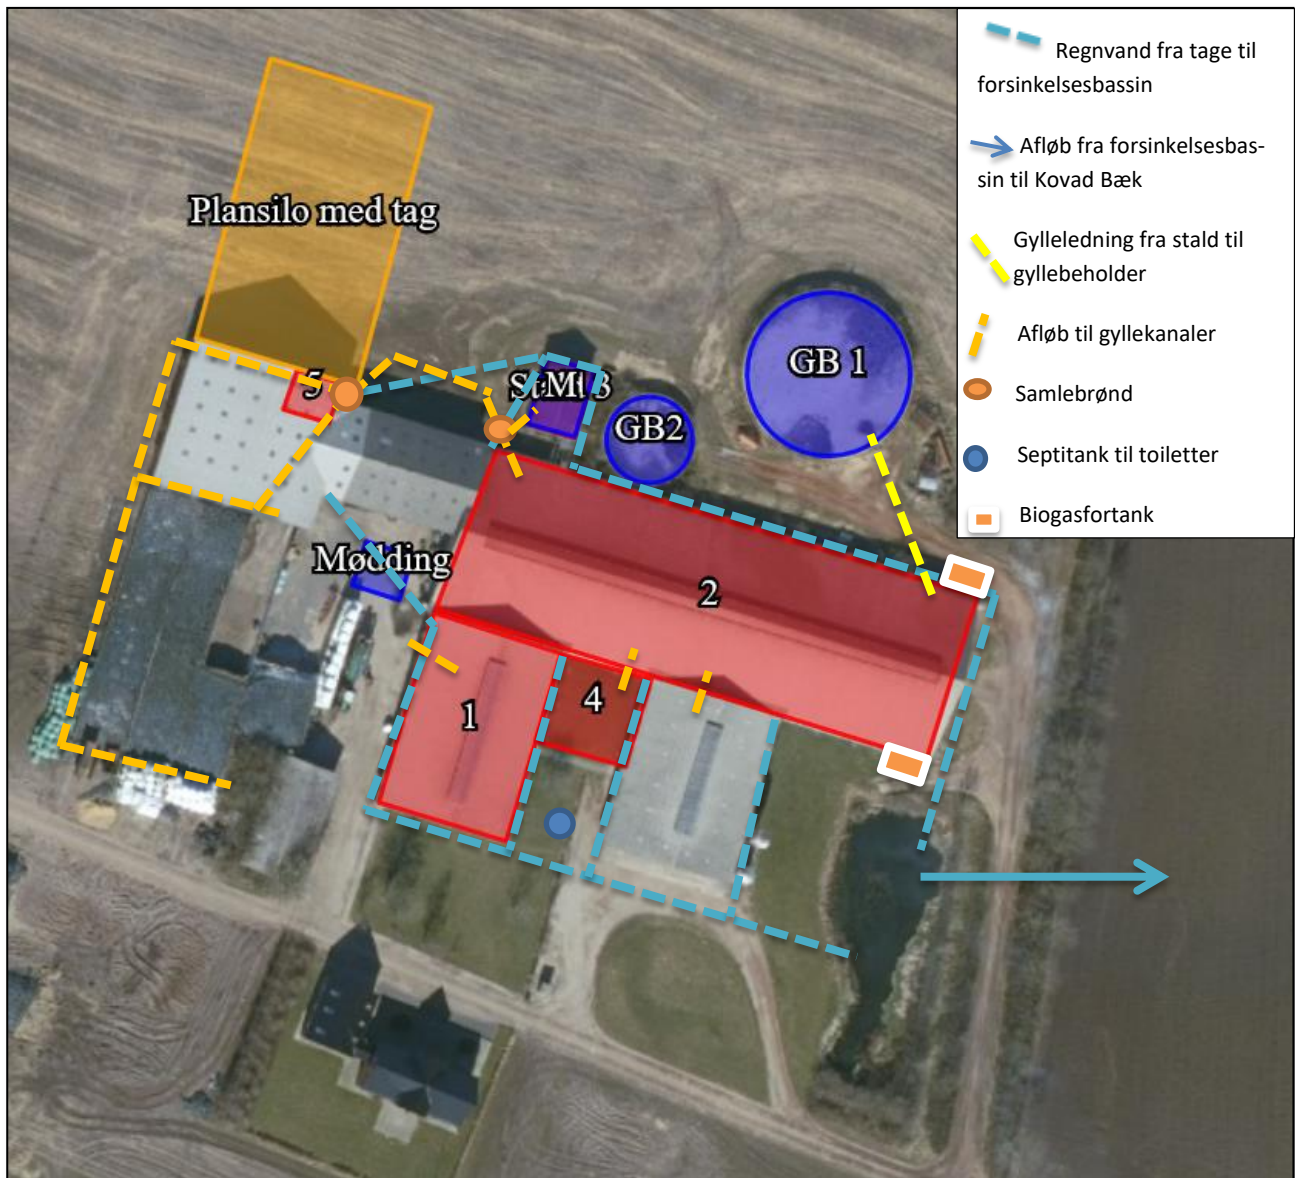 Regnvand fra tage til
forsinkelsesbassin
Afløb fra forsinkelsesbas-
sin til Kovad Bæk
Gylleledning fra stald til
gyllebeholder
Afløb til gyllekanaler
Samlebrønd
Septitank til toiletter
Biogasfortank
Plansilo med tag
GB 1
5
3
GB2
Mødding
2
1
4